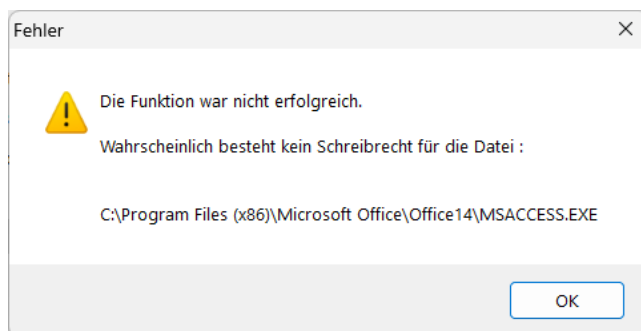 Fehler
Die Funktion war nicht erfolgreich.
Wahrscheinlich besteht kein Schreibrecht für die Datei :
C:\Program Files (x86)\Microsoft Office\Office14\MSACCESS.EXE
OK